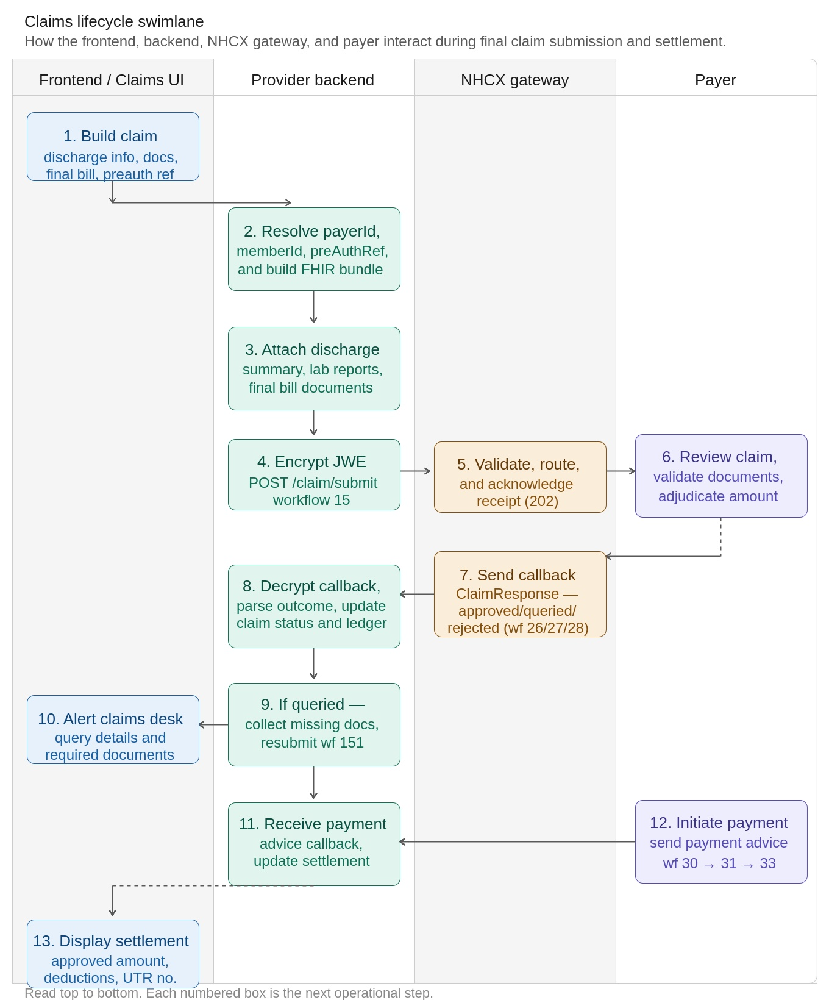 Claims lifecycle swimlane
How the frontend, backend, NHCX gateway, and payer interact during final claim submission and settlement.
Frontend / Claims UI
Provider backend
NHCX gateway
Payer
1. Build claim
discharge info, docs,
final bill, preauth ref
2. Resolve payerId,
memberId, preAuthRef,
and build FHIR bundle
3. Attach discharge
summary, lab reports,
final bill documents
4. Encrypt JWE
POST /claim/submit
workflow 15
5. Validate, route,
and acknowledge
receipt (202)
6. Review claim,
validate documents,
adjudicate amount
7. Send callback
ClaimResponse —
approved/queried/
rejected (wf 26/27/28)
8. Decrypt callback,
parse outcome, update
claim status and ledger
9. If queried —
collect missing docs,
resubmit wf 151
10. Alert claims desk
query details and
required documents
11. Receive payment
advice callback,
update settlement
12. Initiate payment
send payment advice
wf 30 → 31 → 33
13. Display settlement
approved amount,
deductions, UTR no.
Read top to bottom. Each numbered box is the next operational step.